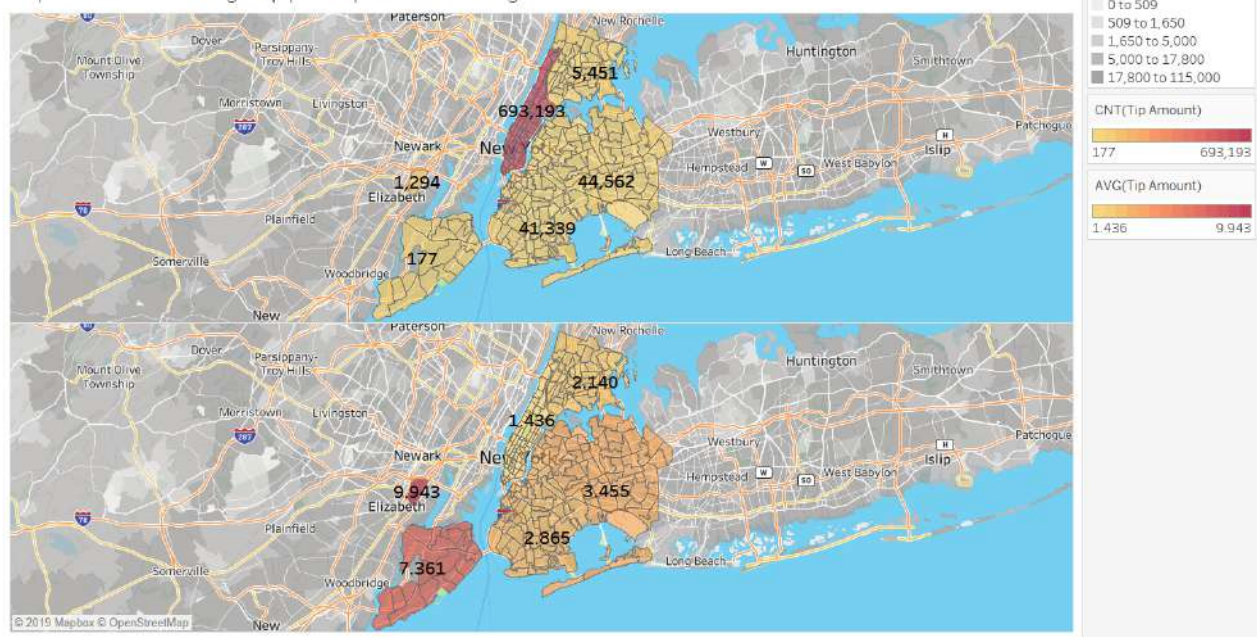 Paterson
New Rochelle
Dover
Parsippany-
Troy Hills
Mount Olive
Township
Huntington
Smithtown
5,451
Morristown
Livingston
693,193
287
Newark
New York
Westbury
Patchogue
H
Islip
Hempstead
W
SO
West Babylon
1,294
Elizabeth
44,562
78
Plainfield
41,339
Somerville
177
Woodbridge
Long Beach
New
Paterson
New Rochelle
Dover
Parsippany-
Troy Hills
Mount Olive
Township
Huntington
Smithtown
2.140
Morristown
Livingston
1.436
287
Newark
New York
Westbury
Patchogue
H
Islip
Hempstead
W
SO
West Babylon
9.943
Elizabeth
3.455
78
Plainfield
2.865
Somerville
7.361
Woodbridge
Long Beach
© 2019 Mapbox © OpenStreetMap
New
0 to 509
509 to 1,650
1,650 to 5,000
5,000 to 17,800
17,800 to 115,000
CNT(Tip Amount)
177 693,193
AVG(Tip Amount)
1.436 9.943